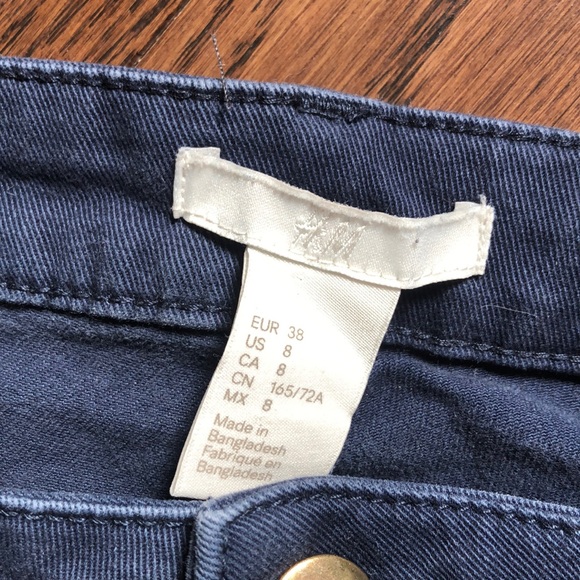 H&M
EUR 38
US 8
CA 8
CN 165/72A
MX 8
Made in
Bangladesh
Fabriqué en
Bangladesh